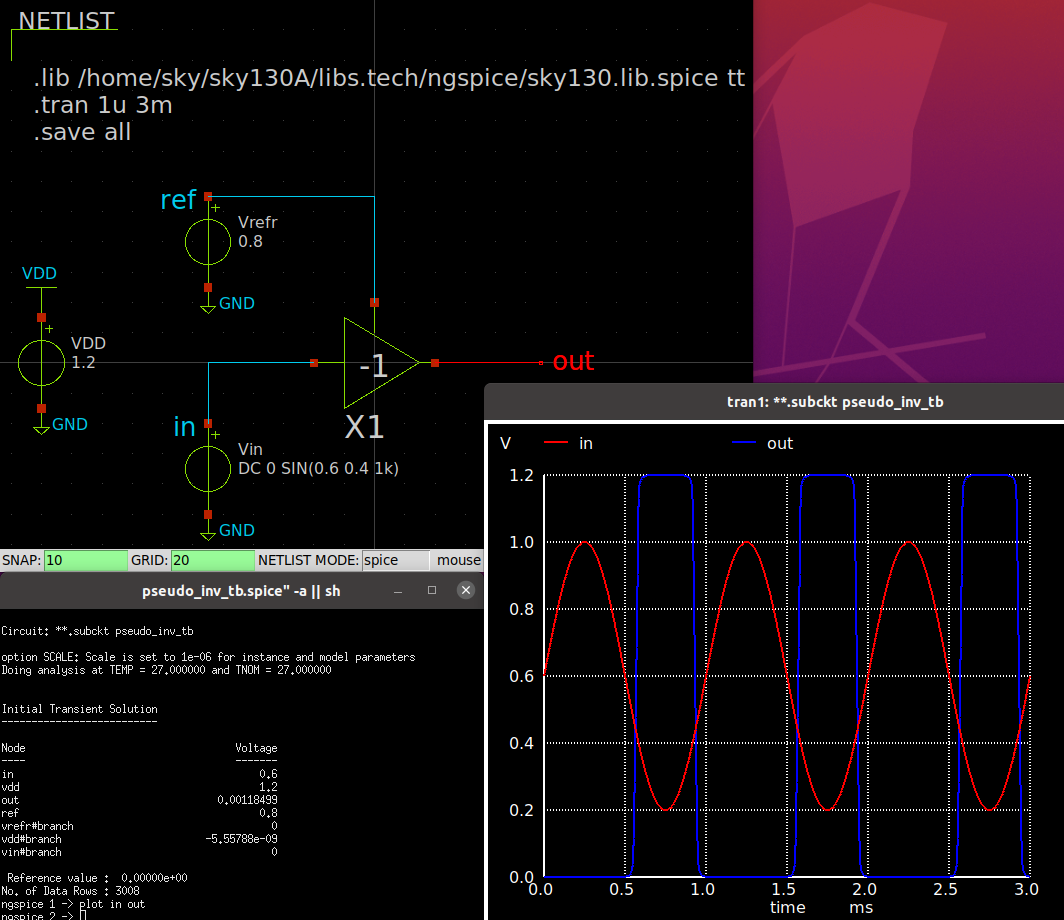 NETLIST
.lib /home/sky/sky130A/libs.tech/ngspice/sky130.lib.spice tt
.tran 1u 3m
.save all
ref
+
Vrefr
0.8
GND
VDD
+
VDD
1.2
GND
-1
X1
out
in
+
Vin
DC 0 SIN(0.6 0.4 1k)
GND
SNAP: 10 GRID: 20 NETLIST MODE: spice mouse
pseudo_inv_tb.spice" -a || sh
Circuit: **.subckt pseudo_inv_tb
option SCALE: Scale is set to 1e-06 for instance and model parameters
Doing analysis at TEMP = 27.000000 and TNOM = 27.000000
Initial Transient Solution
--------------------------
Node Voltage
---- -------
in 0.6
vdd 1.2
out 0.00118499
ref 0.8
vrefr#branch 0
vdd#branch -5.55788e-09
vin#branch 0
Reference value : 0.00000e+00
No. of Data Rows : 3008
ngspice 1 -> plot in out
ngspice 2 ->
tran1: **.subckt pseudo_inv_tb
V in out
1.2
1.0
0.8
0.6
0.4
0.2
0.0
0.0 0.5 1.0 1.5 2.0 2.5 3.0
time ms